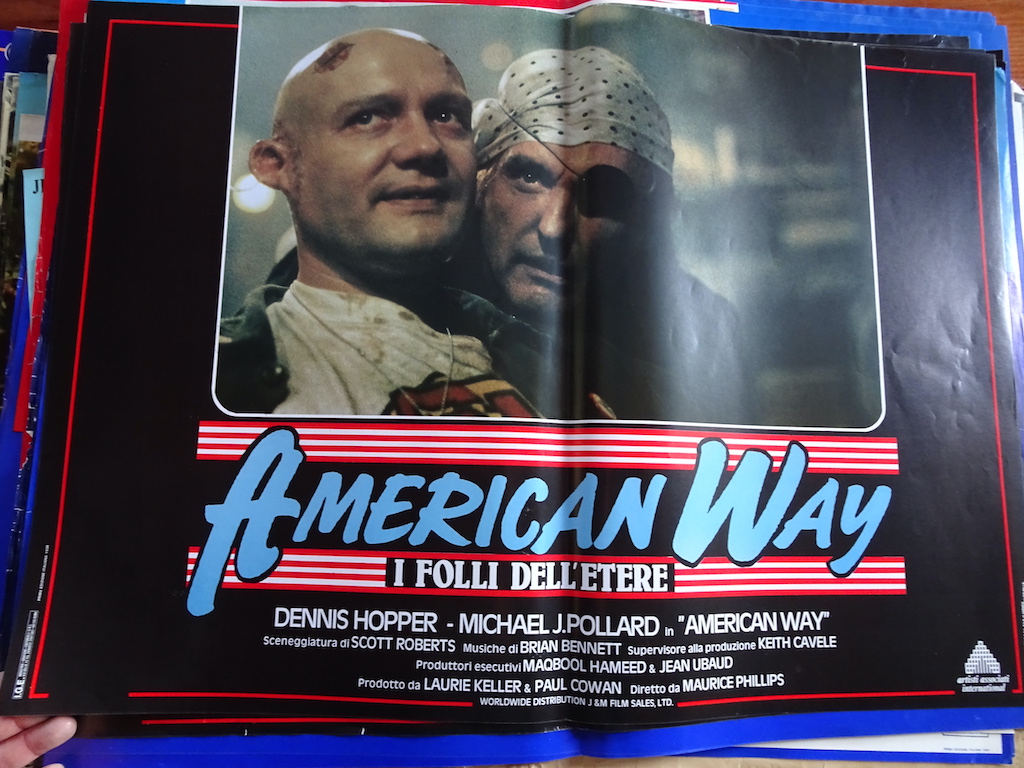 AMERICAN WAY
I FOLLI DELL'ETERE
DENNIS HOPPER - MICHAEL J. POLLARD in "AMERICAN WAY"
Sceneggiatura di SCOTT ROBERTS Musiche di BRIAN BENNETT Supervisore alla produzione KEITH CAVELE
Produttori esecutivi MAQBOOL HAMEED & JEAN UBAUD
Prodotto da LAURIE KELLER & PAUL COWAN Diretto da MAURICE PHILLIPS
WORLDWIDE DISTRIBUTION J & M FILM SALES, LTD.
artisti associati
international
I.G.E.